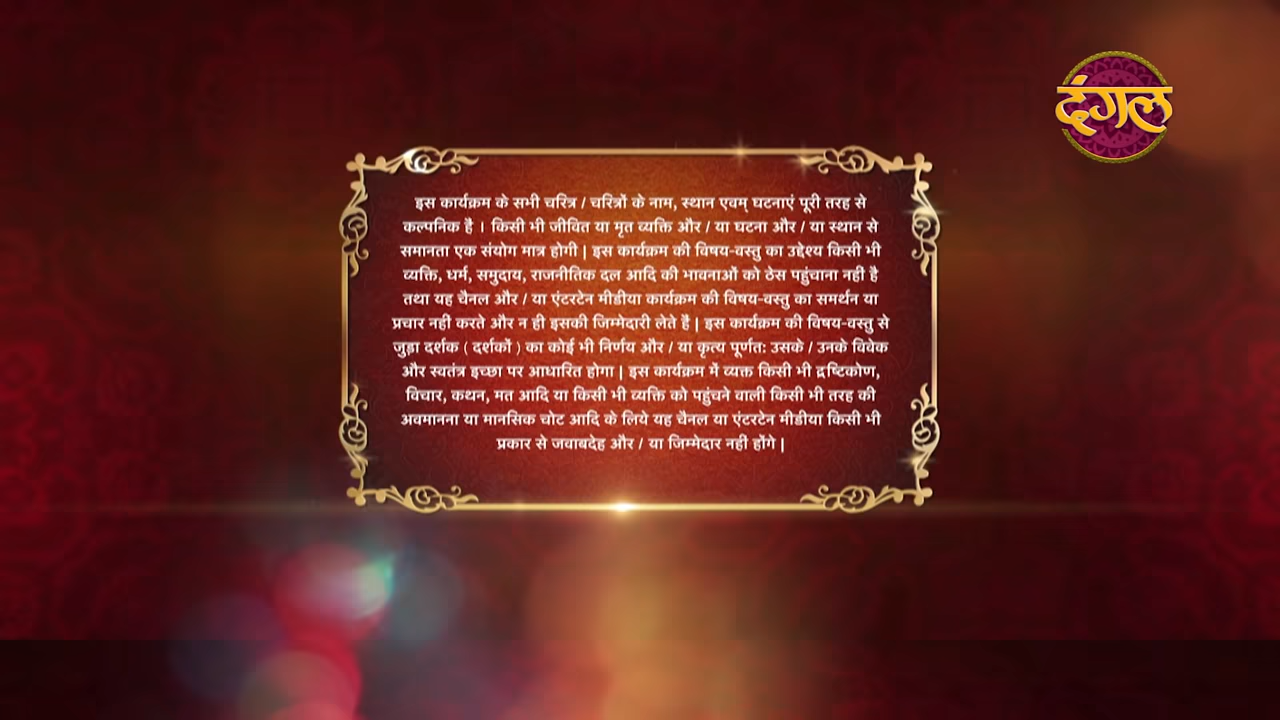 दंगल
इस कार्यक्रम के सभी चरित्र / चरित्रों के नाम, स्थान एवम् घटनाएं पूरी तरह से
कल्पनिक है । किसी भी जीवित या मृत व्यक्ति और / या घटना और / या स्थान से
समानता एक संयोग मात्र होगी | इस कार्यक्रम की विषय-वस्तु का उद्देश्य किसी भी
व्यक्ति, धर्म, समुदाय, राजनीतिक दल आदि की भावनाओं को ठेस पहुंचाना नही है
तथा यह चैनल और / या एंटरटेन मीडीया कार्यक्रम की विषय-वस्तु का समर्थन या
प्रचार नहीं करते और न ही इसकी जिम्मेदारी लेते हैं | इस कार्यक्रम की विषय-वस्तु से
जुड़ा दर्शक ( दर्शकों ) का कोई भी निर्णय और / या कृत्य पूर्णत: उसके / उनके विवेक
और स्वतंत्र इच्छा पर आधारित होगा | इस कार्यक्रम में व्यक्त किसी भी द्रष्टिकोण,
विचार, कथन, मत आदि या किसी भी व्यक्ति को पहुंचने वाली किसी भी तरह की
अवमानना या मानसिक चोट आदि के लिये यह चैनल या एंटरटेन मीडीया किसी भी
प्रकार से जवाबदेह और / या जिम्मेदार नहीं होंगे |